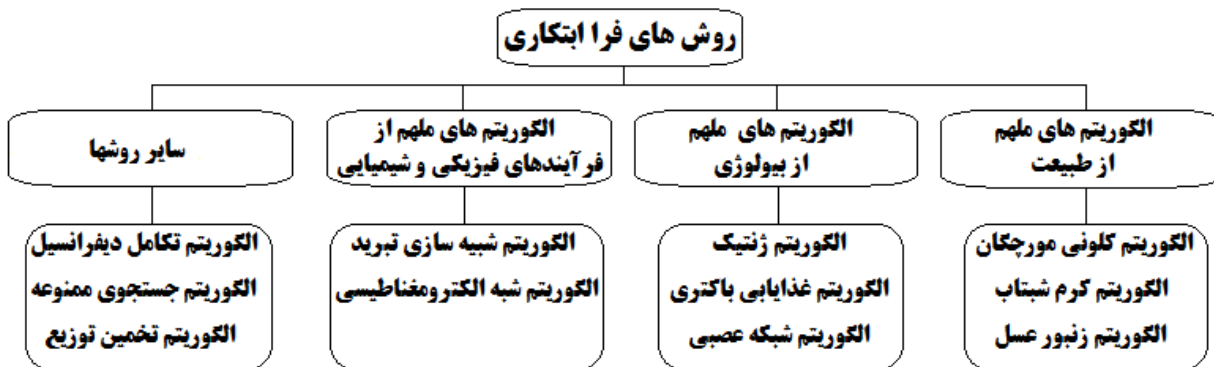 روش های فرا ابتکاری
الگوریتم های ملهم
از طبیعت
الگوریتم های ملهم
از بیولوژی
الگوریتم های ملهم از
فرآیندهای فیزیکی و شیمیایی
سایر روشها
الگوریتم کلونی مورچگان
الگوریتم کرم شبتاب
الگوریتم زنبور عسل
الگوریتم ژنتیک
الگوریتم غذایابی باکتری
الگوریتم شبکه عصبی
الگوریتم شبیه سازی تبرید
الگوریتم شبه الکترومغناطیسی
الگوریتم تکامل دیفرانسیل
الگوریتم جستجوی ممنوعه
الگوریتم تخمین توزیع